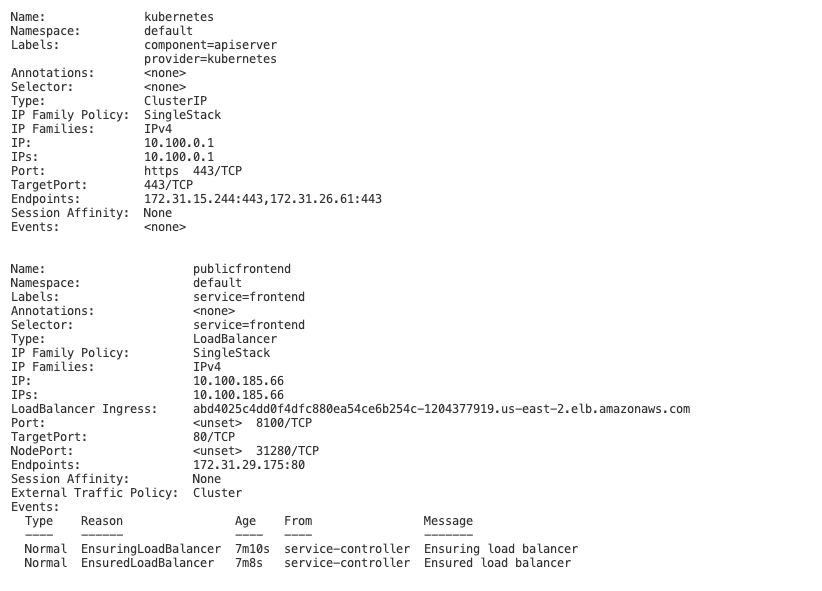 Name:              kubernetes
Namespace:         default
Labels:            component=apiserver
                   provider=kubernetes
Annotations:       <none>
Selector:          <none>
Type:              ClusterIP
IP Family Policy:  SingleStack
IP Families:       IPv4
IP:                10.100.0.1
IPs:               10.100.0.1
Port:              https  443/TCP
TargetPort:        443/TCP
Endpoints:         172.31.15.244:443,172.31.26.61:443
Session Affinity:  None
Events:            <none>
Name:                     publicfrontend
Namespace:                default
Labels:                   service=frontend
Annotations:              <none>
Selector:                 service=frontend
Type:                     LoadBalancer
IP Family Policy:         SingleStack
IP Families:              IPv4
IP:                       10.100.185.66
IPs:                      10.100.185.66
LoadBalancer Ingress:     abd4025c4dd0f4dfc880ea54ce6b254c-1204377919.us-east-2.elb.amazonaws.com
Port:                     <unset>  8100/TCP
TargetPort:               80/TCP
NodePort:                 <unset>  31280/TCP
Endpoints:                172.31.29.175:80
Session Affinity:         None
External Traffic Policy:  Cluster
Events:
  Type    Reason                Age    From                Message
  ----    ------                ----   ----                -------
  Normal  EnsuringLoadBalancer  7m10s  service-controller  Ensuring load balancer
  Normal  EnsuredLoadBalancer   7m8s   service-controller  Ensured load balancer